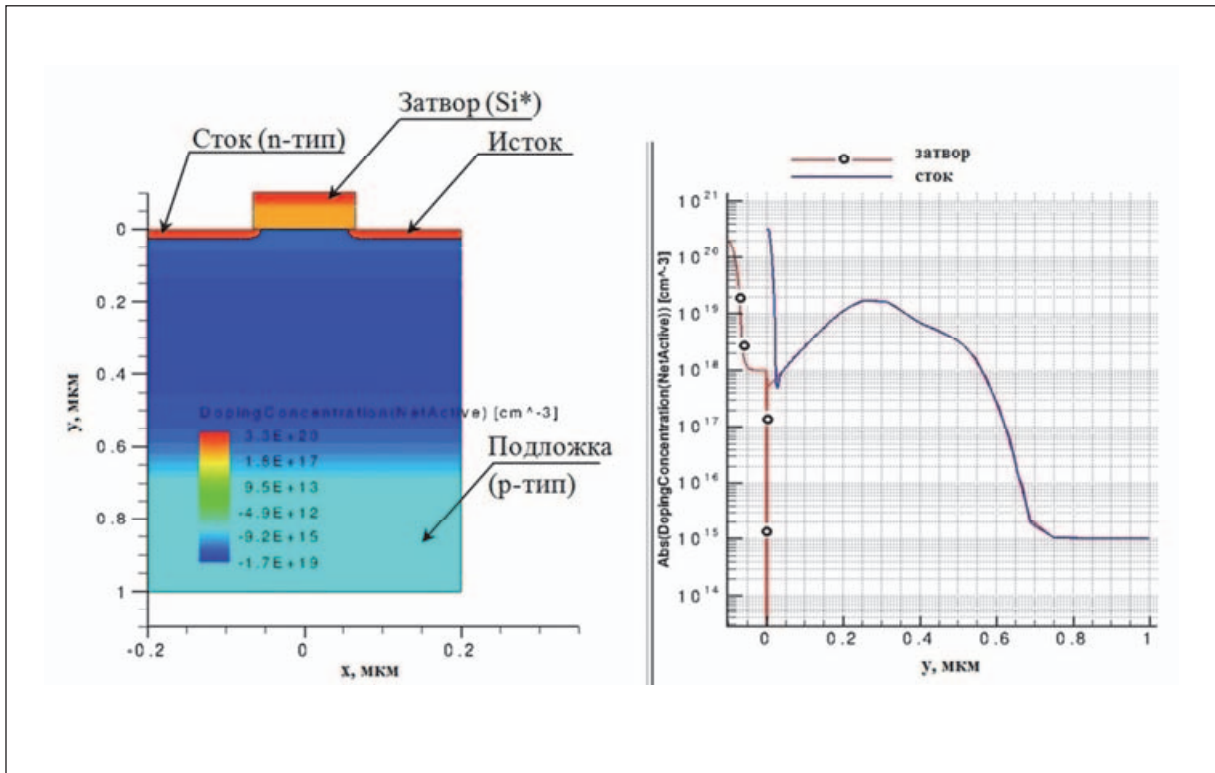 Затвор (Si*)
Сток (n-тип)
Исток
0
0.2
0.4
0.6
0.8
1
y, мкм
DopingConcentration(NetActive) [cm^-3]
3.3E+20
1.8E+17
9.5E+13
-4.9E+12
-9.2E+15
-1.7E+19
Подложка
(p-тип)
-0.2
0
0.2
x, мкм
затвор
сток
Abs(DopingConcentration(NetActive)) [cm^-3]
10^21
10^20
10^19
10^18
10^17
10^16
10^15
10^14
0
0.2
0.4
0.6
0.8
1
y, мкм